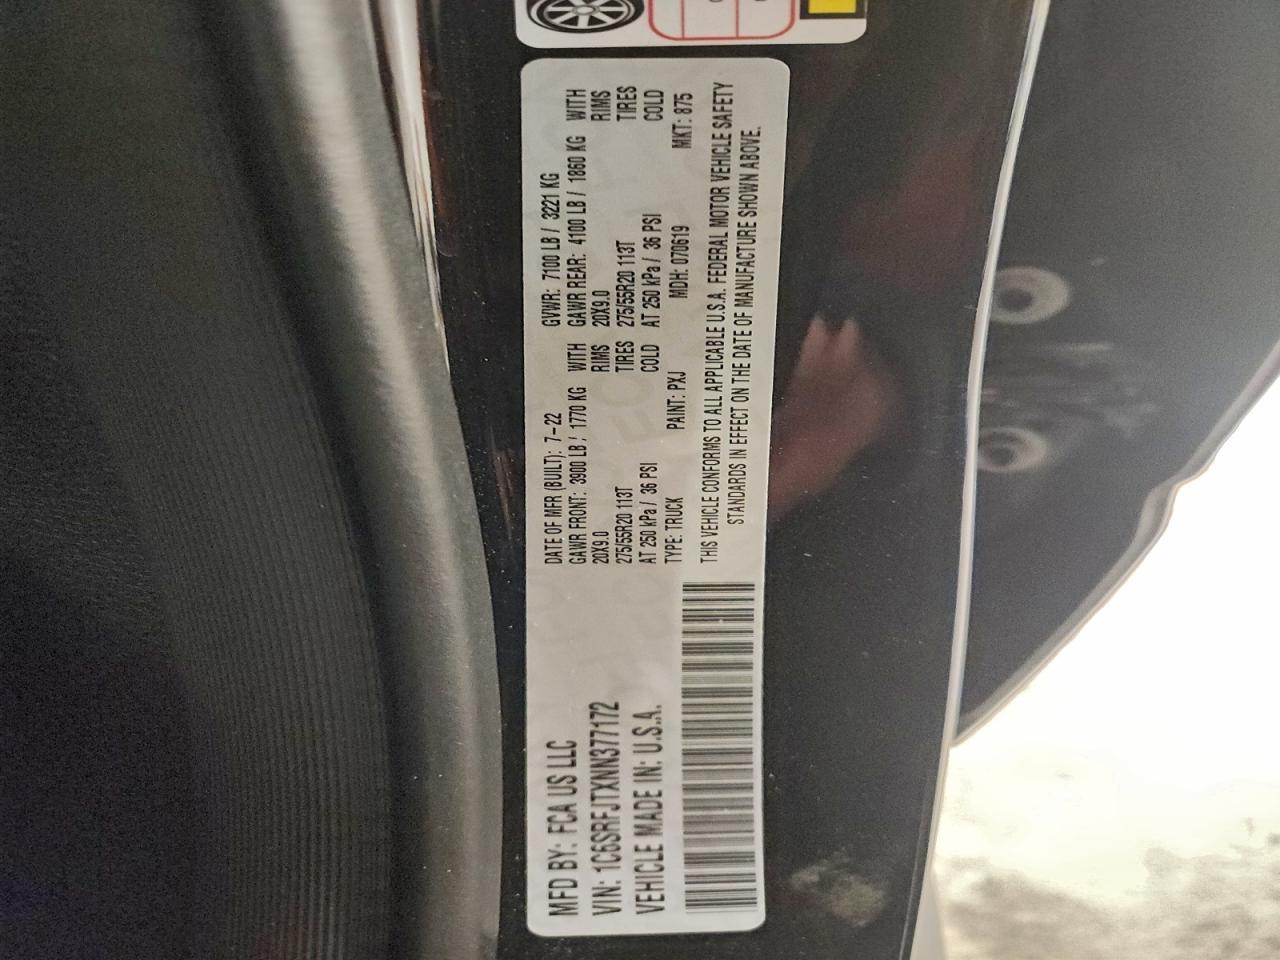 MFD BY: FCA US LLC
VIN: 1C6SRFJTXNN377172
VEHICLE MADE IN: U.S.A.
DATE OF MFR (BUILT): 7-22 GVWR: 7100 LB / 3221 KG
GAWR FRONT: 3900 LB / 1770 KG WITH GAWR REAR: 4100 LB / 1860 KG WITH
20X9.0 RIMS 20X9.0 RIMS
275/55R20 113T TIRES 275/55R20 113T TIRES
AT 250 kPa / 36 PSI COLD AT 250 kPa / 36 PSI COLD
TYPE: TRUCK PAINT: PXJ MDH: 070619 MKT: 875
THIS VEHICLE CONFORMS TO ALL APPLICABLE U.S.A. FEDERAL MOTOR VEHICLE SAFETY
STANDARDS IN EFFECT ON THE DATE OF MANUFACTURE SHOWN ABOVE.